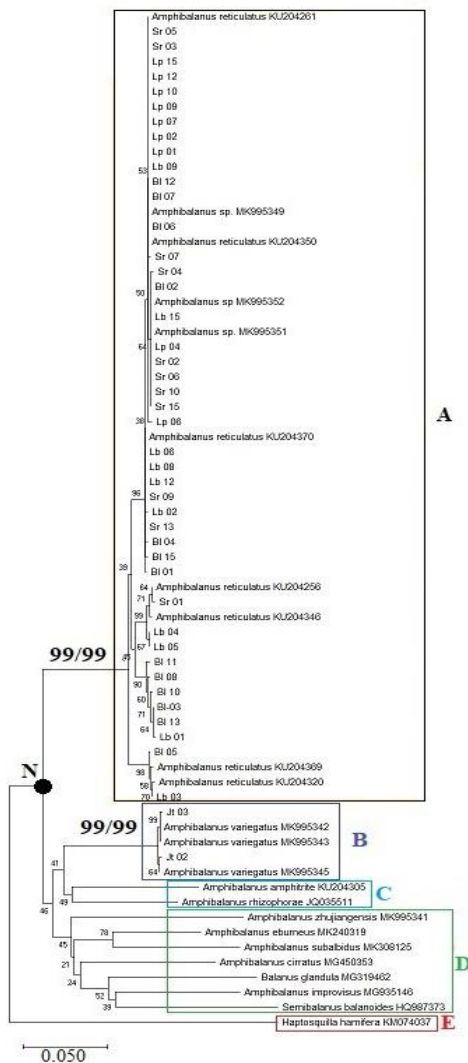 Amphibalanus reticulatus KU204261
Sr 05
Sr 03
Lp 15
Lp 12
Lp 10
Lp 09
Lp 07
Lp 02
Lp 01
Lb 09
53
Bl 12
Bl 07
Amphibalanus sp. MK995349
Bl 06
Amphibalanus reticulatus KU204350
Sr 07
Sr 04
Bl 02
50
Amphibalanus sp MK995352
Lb 15
Amphibalanus sp. MK995351
64
Lp 04
Sr 02
Sr 06
Sr 10
Sr 15
38
Lp 06
A
Amphibalanus reticulatus KU204370
Lb 06
Lb 08
Lb 12
96
Sr 09
Lb 02
Sr 13
Bl 04
Bl 15
39
Bl 01
64
Amphibalanus reticulatus KU204256
71
Sr 01
99
Amphibalanus reticulatus KU204346
Lb 04
67
Lb 05
99/99
Bl 11
90
Bl 08
60
Bl 10
Bl-03
71
Bl 13
64
Lb 01
Bl 05
98
Amphibalanus reticulatus KU204369
N
58
Amphibalanus reticulatus KU204320
70
Lb 03
99
Jt 03
99/99
Amphibalanus variegatus MK995342
Amphibalanus variegatus MK995343
B
Jt 02
64
Amphibalanus variegatus MK995345
41
Amphibalanus amphitrite KU204305
C
49
Amphibalanus rhizophorae JQ035511
46
Amphibalanus zhujiangensis MK995341
78
Amphibalanus eburneus MK240319
45
Amphibalanus subalbidus MK308125
21
Amphibalanus cirratus MG450353
D
24
Balanus glandula MG319462
52
Amphibalanus improvisus MG935146
39
Semibalanus balanoides HQ987373
Haptosquilla hamifera KM074037
E
0.050